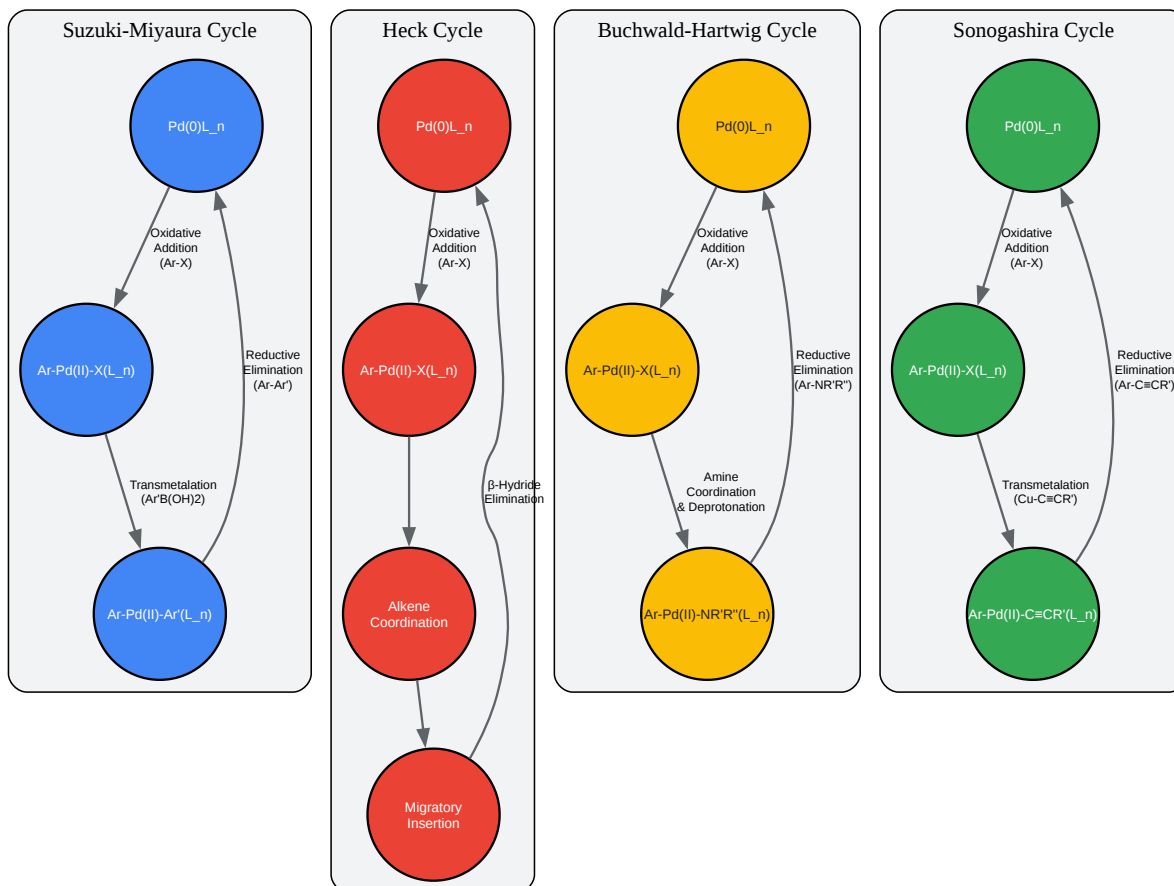 Suzuki-Miyaura Cycle
Pd(0)L_n
Oxidative
Addition
(Ar-X)
Ar-Pd(II)-X(L_n)
Reductive
Elimination
(Ar-Ar')
Transmetalation
(Ar'B(OH)2)
Ar-Pd(II)-Ar'(L_n)
Heck Cycle
Pd(0)L_n
Oxidative
Addition
(Ar-X)
Ar-Pd(II)-X(L_n)
β-Hydride
Elimination
Alkene
Coordination
Migratory
Insertion
Buchwald-Hartwig Cycle
Pd(0)L_n
Oxidative
Addition
(Ar-X)
Ar-Pd(II)-X(L_n)
Reductive
Elimination
(Ar-NR'R")
Amine
Coordination
& Deprotonation
Ar-Pd(II)-NR'R"(L_n)
Sonogashira Cycle
Pd(0)L_n
Oxidative
Addition
(Ar-X)
Ar-Pd(II)-X(L_n)
Reductive
Elimination
(Ar-C≡CR')
Transmetalation
(Cu-C≡CR')
Ar-Pd(II)-C≡CR'(L_n)